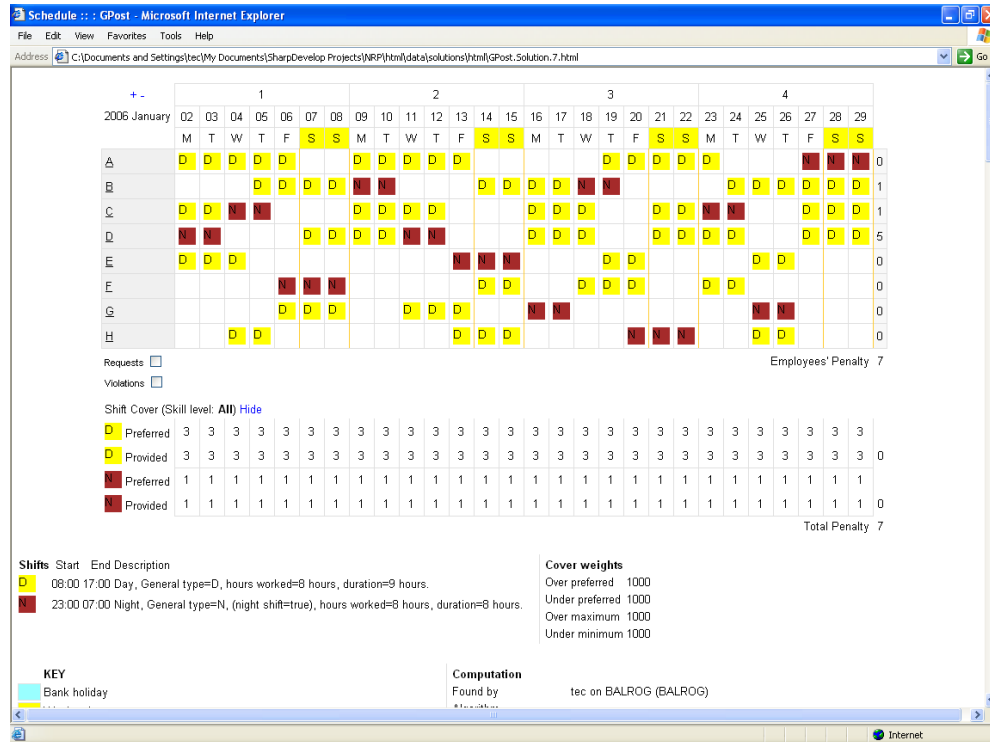 Schedule :: : GPost - Microsoft Internet Explorer
File Edit View Favorites Tools Help
Address C:\Documents and Settings\tec\My Documents\SharpDevelop Projects\NRP\html\data\solutions\html\GPost.Solution.7.html Go
+ - 1 2 3 4
2006 January 02 03 04 05 06 07 08 09 10 11 12 13 14 15 16 17 18 19 20 21 22 23 24 25 26 27 28 29
M T W T F S S M T W T F S S M T W T F S S M T W T F S S
A D D D D D D D D D D D D D D D N N N 0
B D D D D N N D D D D N N D D D D D D 1
C D D N N D D D D D D D D D N N D D D 1
D N N D D D D N N D D D D D D D D D D 5
E D D D N N N D D D D 0
F N N N D D D D D D D 0
G D D D D D D N N N N 0
H D D D D D N N N D D 0
Requests Employees' Penalty 7
Violations
Shift Cover (Skill level: All) Hide
D Preferred 3 3 3 3 3 3 3 3 3 3 3 3 3 3 3 3 3 3 3 3 3 3 3 3 3 3 3 3
D Provided 3 3 3 3 3 3 3 3 3 3 3 3 3 3 3 3 3 3 3 3 3 3 3 3 3 3 3 3 0
N Preferred 1 1 1 1 1 1 1 1 1 1 1 1 1 1 1 1 1 1 1 1 1 1 1 1 1 1 1 1
N Provided 1 1 1 1 1 1 1 1 1 1 1 1 1 1 1 1 1 1 1 1 1 1 1 1 1 1 1 1 0
Total Penalty 7
Shifts Start End Description
D 08:00 17:00 Day, General type=D, hours worked=8 hours, duration=9 hours.
N 23:00 07:00 Night, General type=N, (night shift=true), hours worked=8 hours, duration=8 hours.
Cover weights
Over preferred 1000
Under preferred 1000
Over maximum 1000
Under minimum 1000
KEY
Bank holiday
Computation
Found by tec on BALROG (BALROG)
Internet